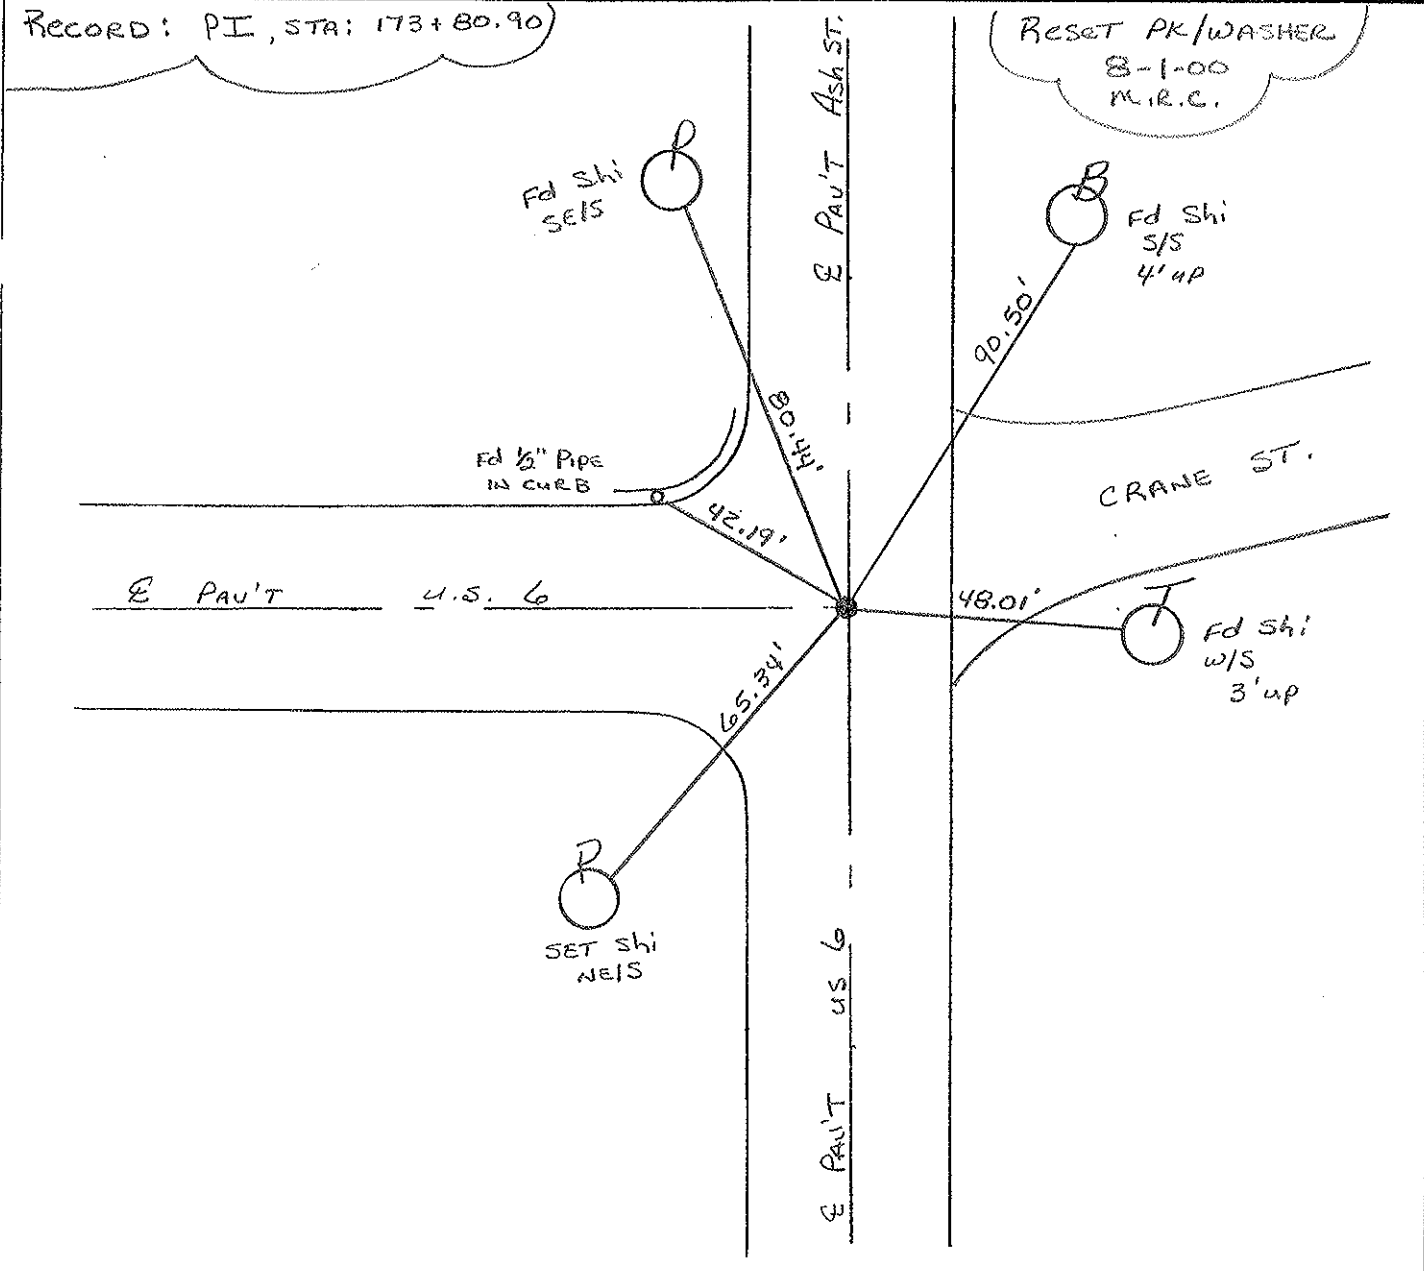 RECORD: PI, STA: 173+80.90
RESET PK/WASHER
8-1-00
M.R.C.
℄ PAV'T ASh ST.
P
Fd Shi
SE/S
B
Fd Shi
S/S
4' up
90.50'
80.44'
Fd 1/2" PIPE
IN CURB
42.19'
CRANE ST.
℄ PAV'T U.S. 6
48.01'
T
Fd Shi
W/S
3' up
65.34'
P
SET Shi
NE/S
℄ PAV'T US 6